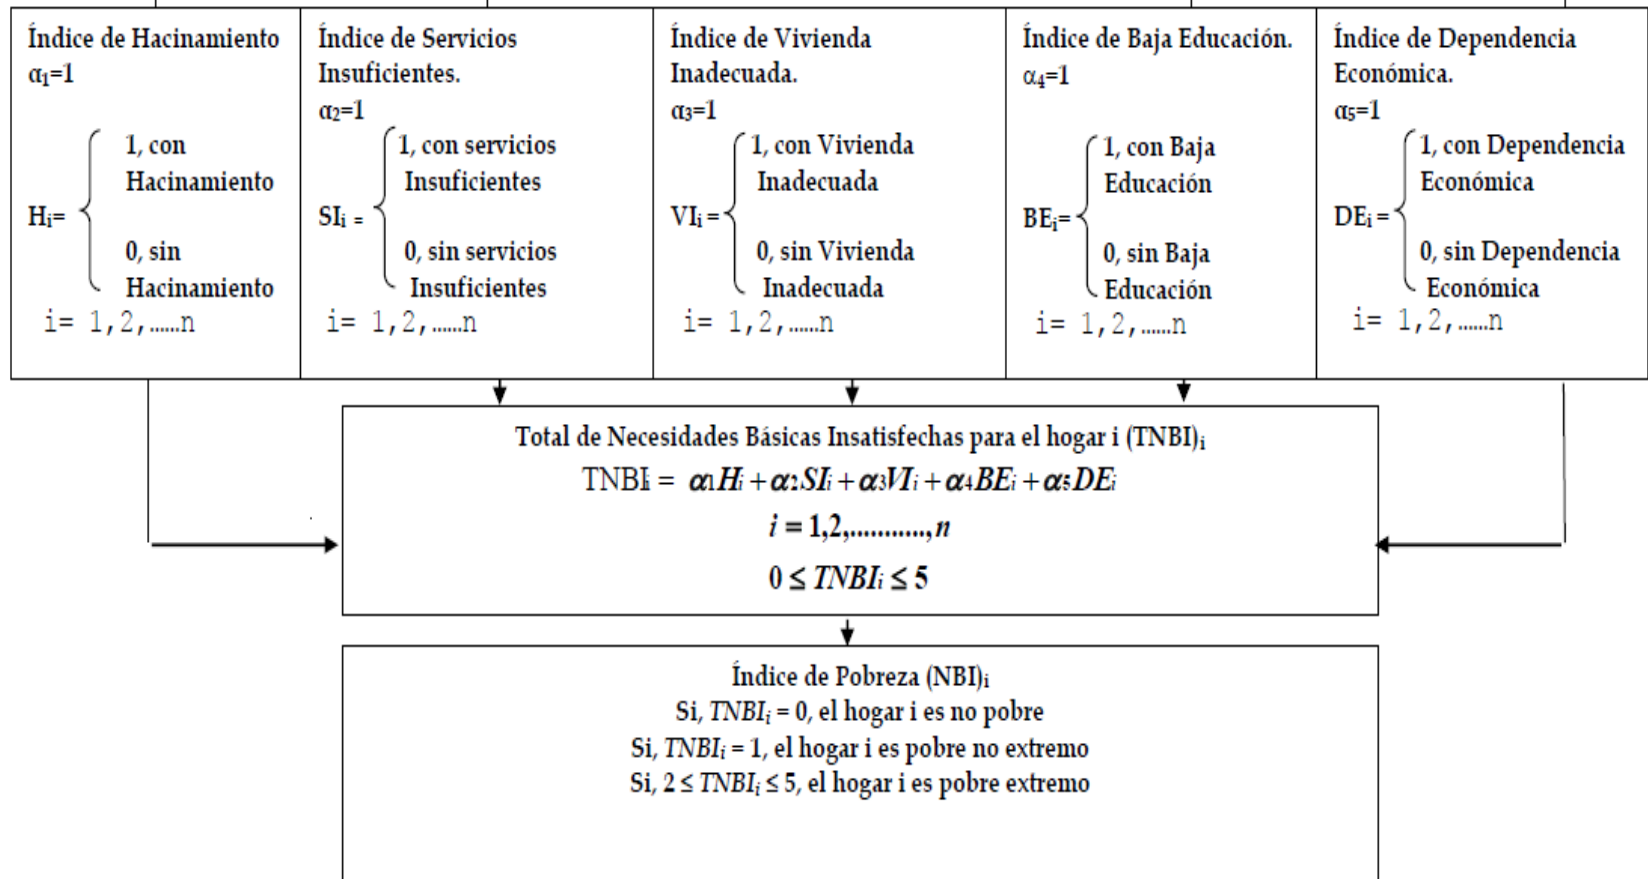 Índice de Hacinamiento
α₁=1
Hᵢ=
1, con
Hacinamiento
0, sin
Hacinamiento
i= 1,2,......n
Índice de Servicios
Insuficientes.
α₂=1
SIᵢ =
1, con servicios
Insuficientes
0, sin servicios
Insuficientes
i= 1,2,......n
Índice de Vivienda
Inadecuada.
α₃=1
VIᵢ =
1, con Vivienda
Inadecuada
0, sin Vivienda
Inadecuada
i= 1,2,......n
Índice de Baja Educación.
α₄=1
BEᵢ=
1, con Baja
Educación
0, sin Baja
Educación
i= 1,2,......n
Índice de Dependencia
Económica.
α₅=1
DEᵢ =
1, con Dependencia
Económica
0, sin Dependencia
Económica
i= 1,2,......n
Total de Necesidades Básicas Insatisfechas para el hogar i (TNBI)ᵢ
TNBIᵢ = α₁Hᵢ + α₂SIᵢ + α₃VIᵢ + α₄BEᵢ + α₅DEᵢ
i = 1,2,...........,n
0 ≤ TNBIᵢ ≤ 5
Índice de Pobreza (NBI)ᵢ
Si, TNBIᵢ = 0, el hogar i es no pobre
Si, TNBIᵢ = 1, el hogar i es pobre no extremo
Si, 2 ≤ TNBIᵢ ≤ 5, el hogar i es pobre extremo